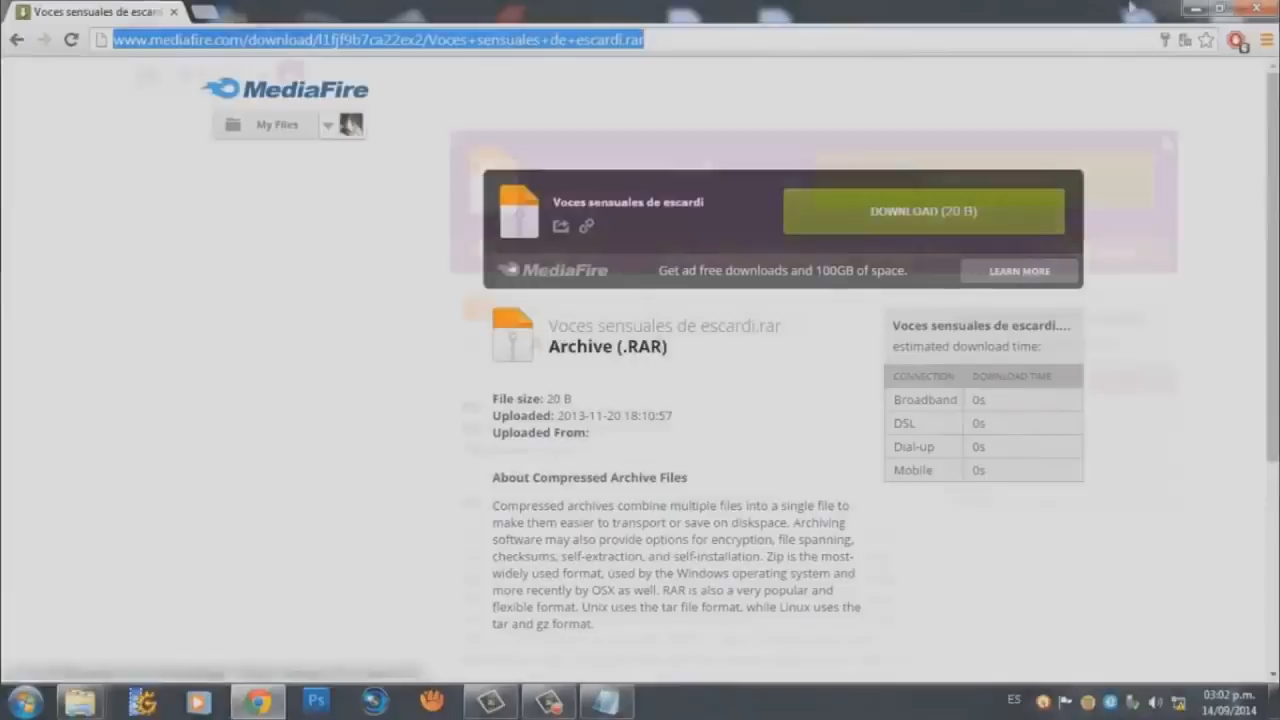 Voces sensuales de escar
www.mediafire.com/download/l1fjf9b7ca22ex2/Voces+sensuales+de+escardi.rar
MediaFire
My Files
Voces sensuales de escardi
DOWNLOAD (20 B)
MediaFire
Get ad free downloads and 100GB of space.
LEARN MORE
Voces sensuales de escardi.rar
Archive (.RAR)
File size: 20 B
Uploaded: 2013-11-20 18:10:57
Uploaded From:
Voces sensuales de escardi....
estimated download time:
CONNECTION DOWNLOAD TIME
Broadband 0s
DSL 0s
Dial-up 0s
Mobile 0s
About Compressed Archive Files
Compressed archives combine multiple files into a single file to
make them easier to transport or save on diskspace. Archiving
software may also provide options for encryption, file spanning,
checksums, self-extraction, and self-installation. Zip is the most-
widely used format, used by the Windows operating system and
more recently by OSX as well. RAR is also a very popular and
flexible format. Unix uses the tar file format, while Linux uses the
tar and gz format.
Ps
ES
03:02 p.m.
14/09/2014